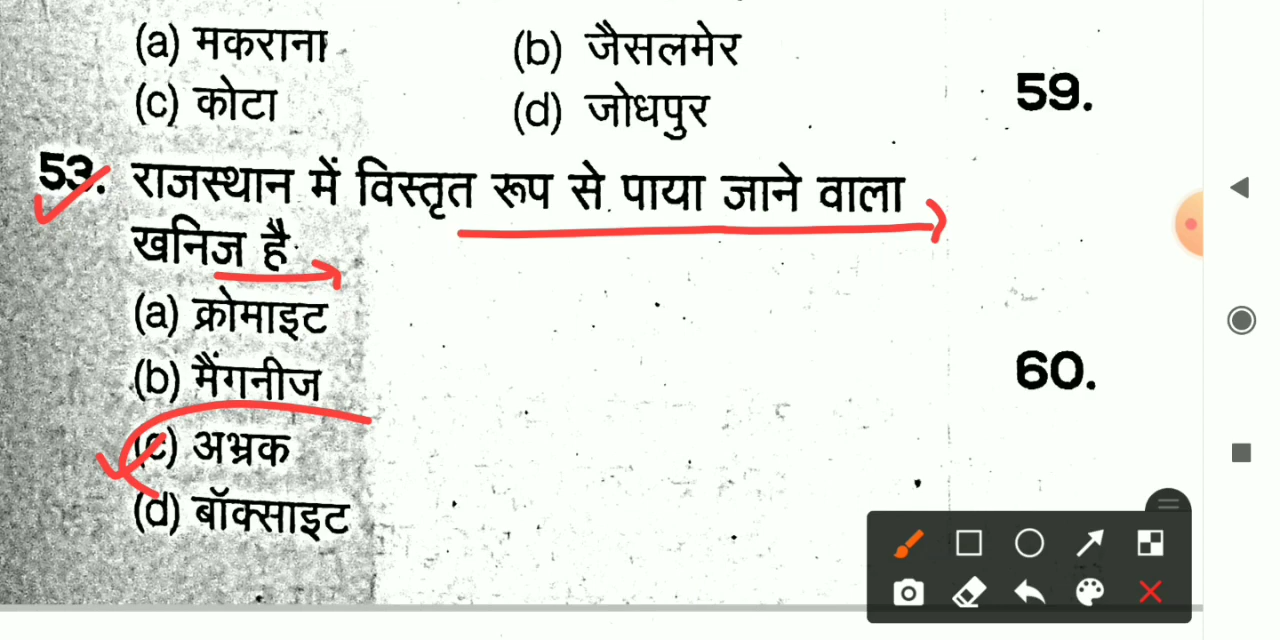 (a) मकराना (b) जैसलमेर
(c) कोटा (d) जोधपुर
59.
53. राजस्थान में विस्तृत रूप से पाया जाने वाला
खनिज है
(a) क्रोमाइट
(b) मैंगनीज
(c) अभ्रक
(d) बॉक्साइट
60.